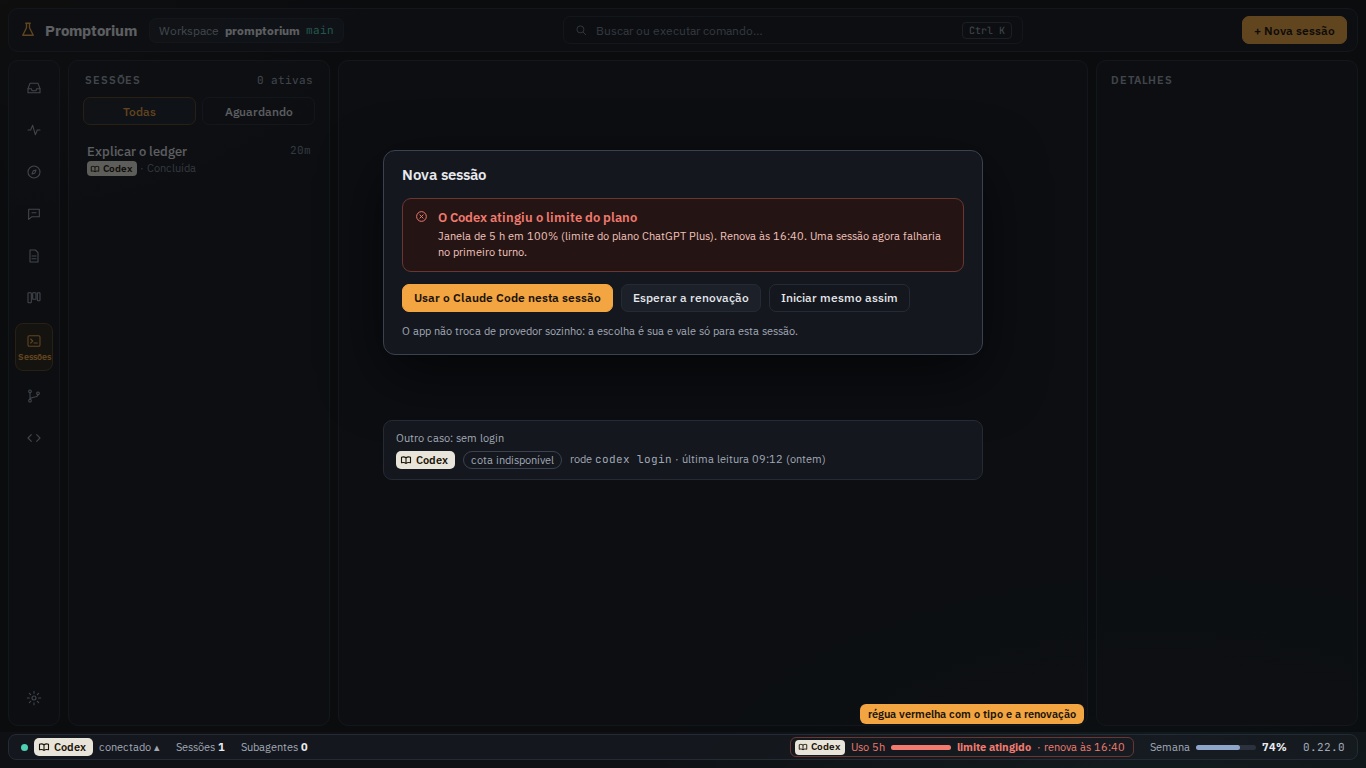 Promptorium
Workspace promptorium main
Buscar ou executar comando...
Ctrl K
+ Nova sessão
SESSÕES
0 ativas
Todas
Aguardando
Explicar o ledger
20m
Codex · Concluída
DETALHES
Nova sessão
O Codex atingiu o limite do plano
Janela de 5 h em 100% (limite do plano ChatGPT Plus). Renova às 16:40. Uma sessão agora falharia
no primeiro turno.
Usar o Claude Code nesta sessão
Esperar a renovação
Iniciar mesmo assim
O app não troca de provedor sozinho: a escolha é sua e vale só para esta sessão.
Sessões
Outro caso: sem login
Codex cota indisponível rode codex login · última leitura 09:12 (ontem)
régua vermelha com o tipo e a renovação
Codex conectado ▴ Sessões 1 Subagentes 0
Codex Uso 5h limite atingido · renova às 16:40
Semana 74% 0.22.0